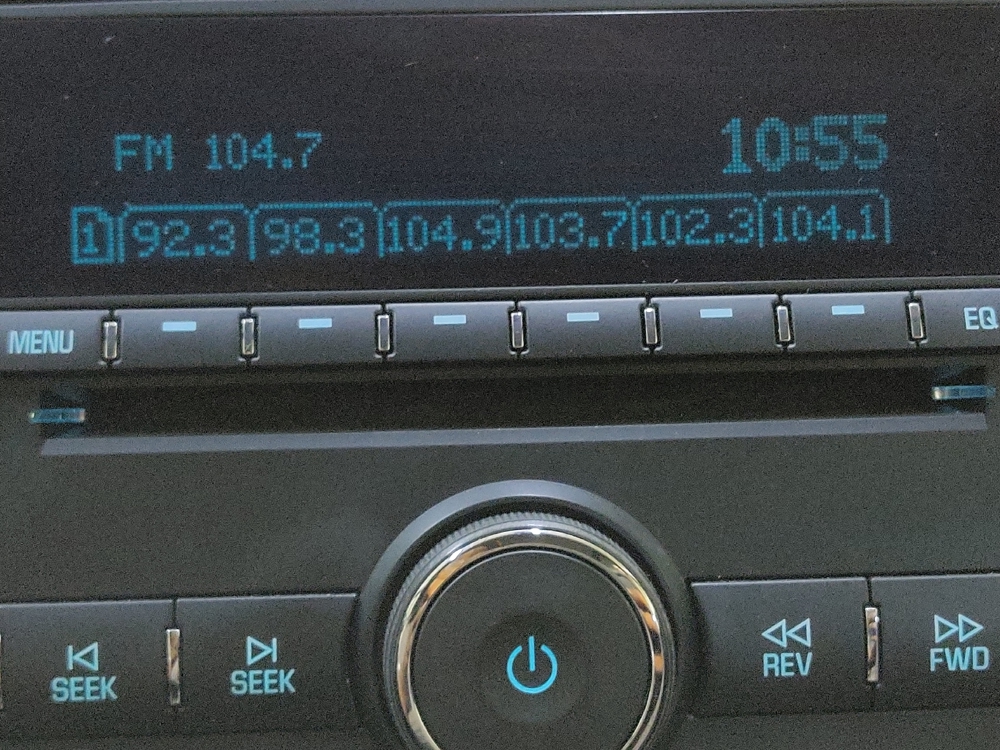 FM 104.7 10:55
1 92.3 98.3 104.9 103.7 102.3 104.1
MENU EQ
SEEK SEEK REV FWD